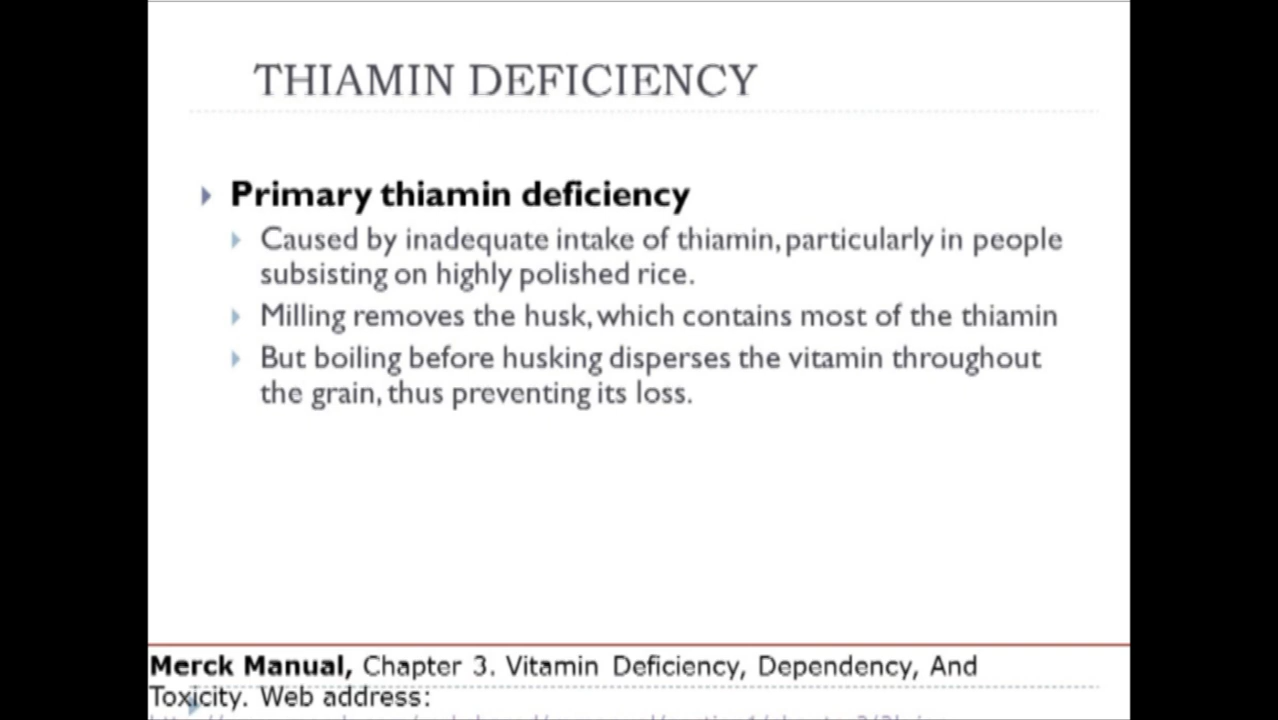 THIAMIN DEFICIENCY
Primary thiamin deficiency
Caused by inadequate intake of thiamin, particularly in people
subsisting on highly polished rice.
Milling removes the husk, which contains most of the thiamin
But boiling before husking disperses the vitamin throughout
the grain, thus preventing its loss.
Merck Manual, Chapter 3. Vitamin Deficiency, Dependency, And
Toxicity. Web address: